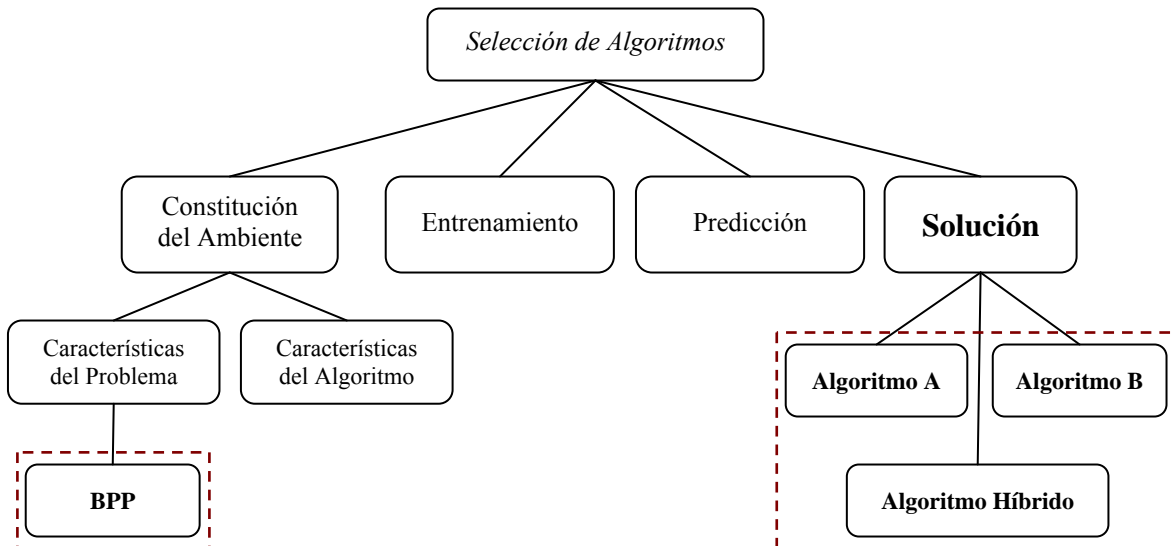 Selección de Algoritmos
Constitución
del Ambiente
Entrenamiento
Predicción
Solución
Características
del Problema
Características
del Algoritmo
Algoritmo A
Algoritmo B
BPP
Algoritmo Híbrido